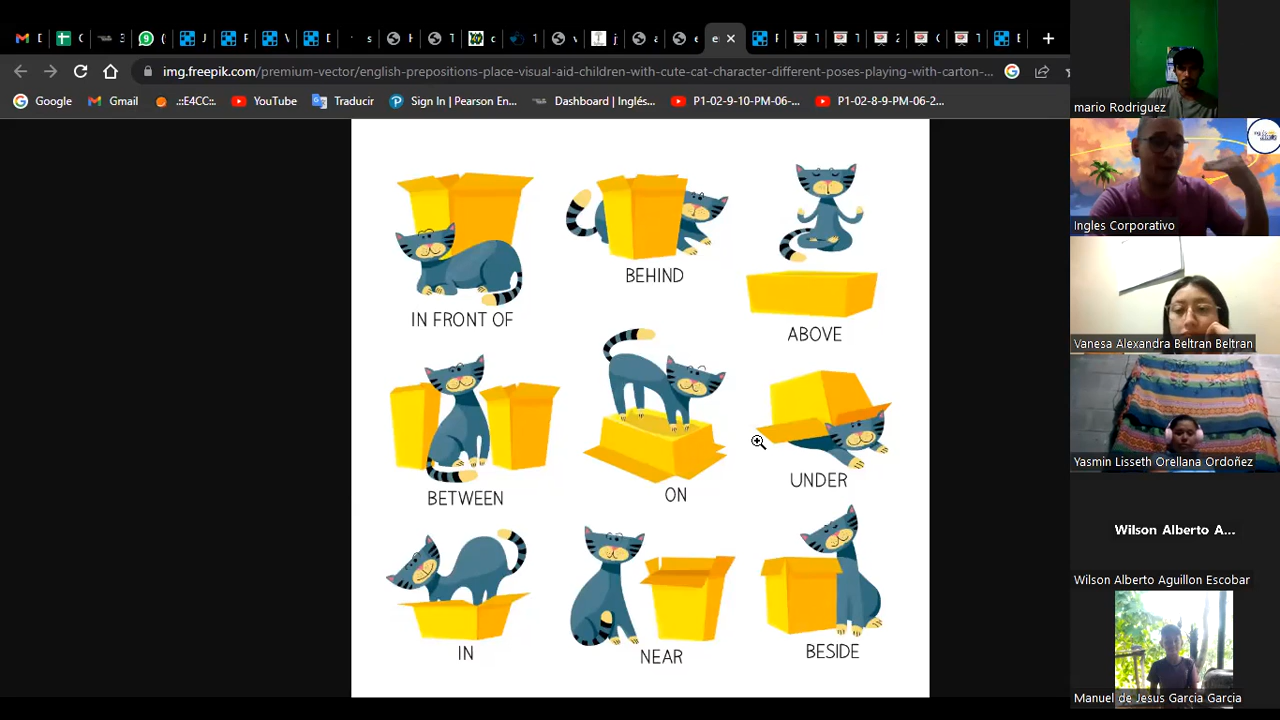 img.freepik.com/premium-vector/english-prepositions-place-visual-aid-children-with-cute-cat-character-different-poses-playing-with-carton-...
Google Gmail .::E4CC::. YouTube Traducir Sign In | Pearson En... Dashboard | Inglés... P1-02-9-10-PM-06-... P1-02-8-9-PM-06-2...
IN FRONT OF
BEHIND
ABOVE
BETWEEN
ON
UNDER
IN
NEAR
BESIDE
mario Rodriguez
Ingles Corporativo
Vanesa Alexandra Beltran Beltran
Yasmin Lisseth Orellana Ordoñez
Wilson Alberto A...
Wilson Alberto Aguillon Escobar
Manuel de Jesus Garcia Garcia